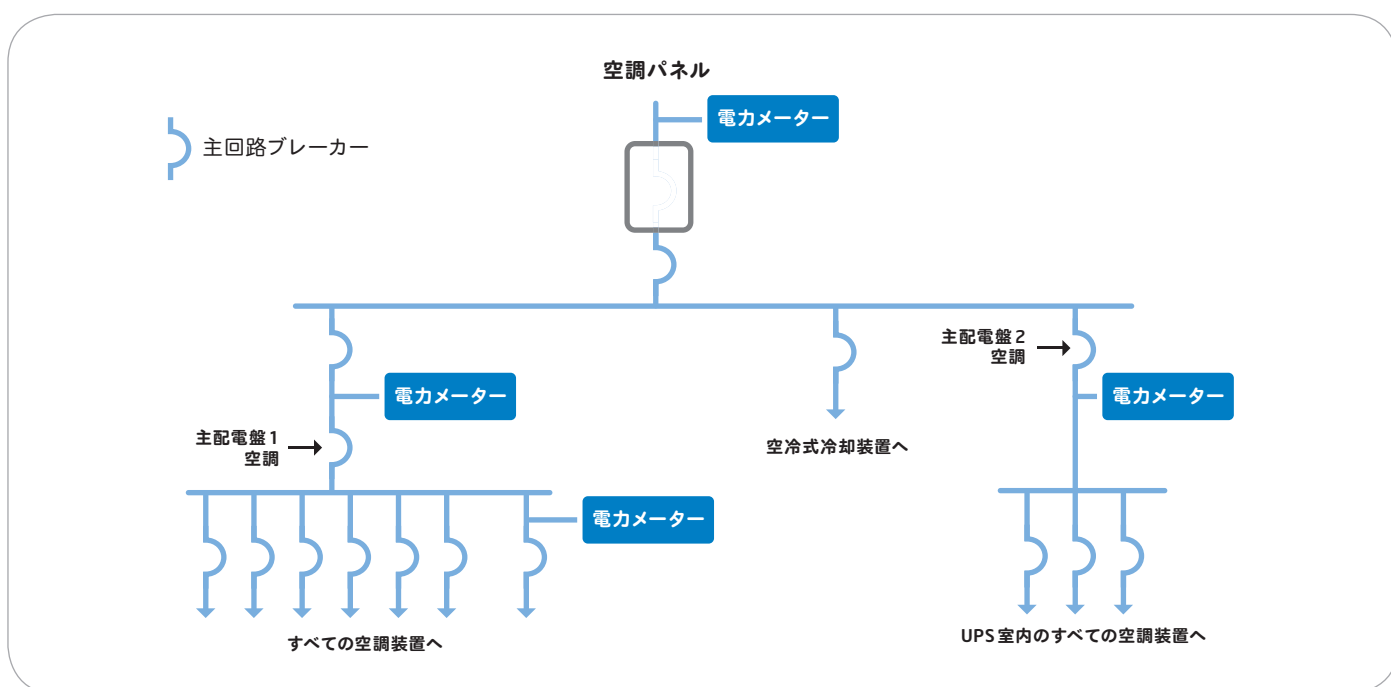 空調パネル
電力メーター
主回路ブレーカー
主配電盤2
空調
電力メーター
電力メーター
主配電盤1
空調
空冷式冷却装置へ
電力メーター
すべての空調装置へ
UPS室内のすべての空調装置へ